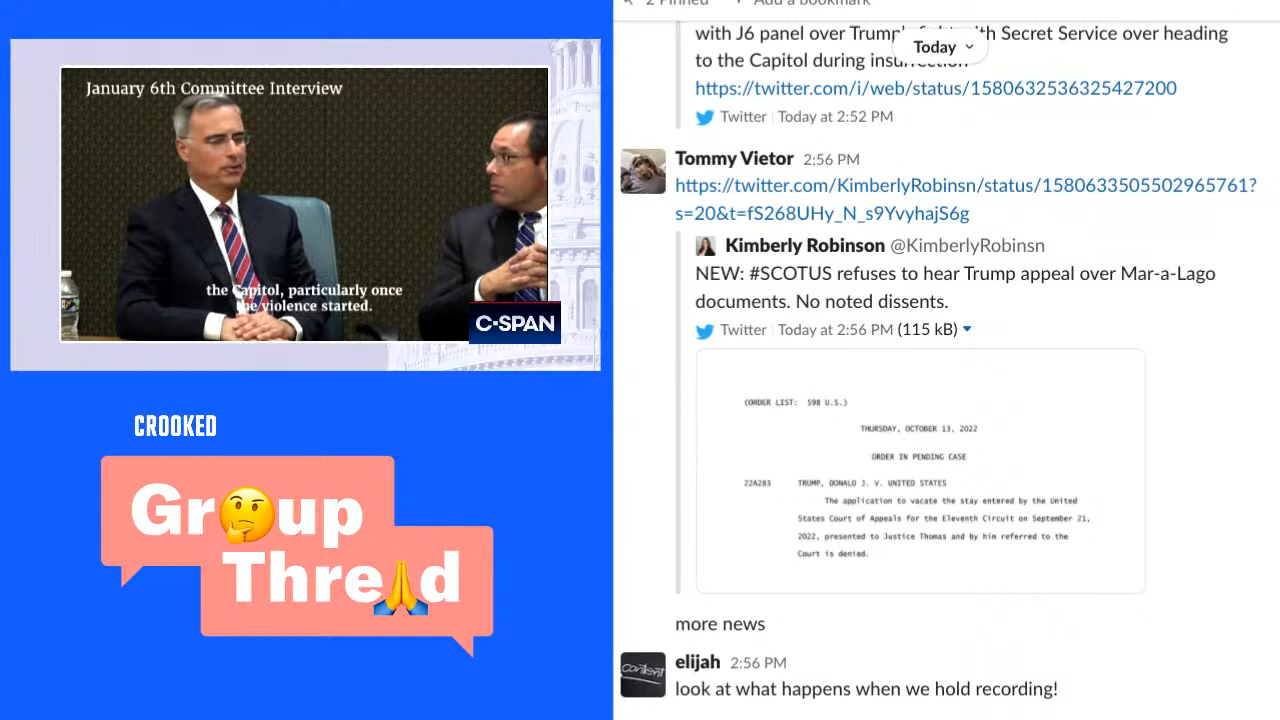 January 6th Committee Interview
the Capitol, particularly once
the violence started.
C-SPAN
CROOKED
Gr🤔up
Thre🙏d
2 Pinned
Add a bookmark
Today
with J6 panel over Trump's with Secret Service over heading
to the Capitol during insurrection
https://twitter.com/i/web/status/1580632536325427200
Twitter Today at 2:52 PM
Tommy Vietor 2:56 PM
https://twitter.com/KimberlyRobinsn/status/1580633505502965761?
s=20&t=fS268UHy_N_s9YvyhajS6g
Kimberly Robinson @KimberlyRobinsn
NEW: #SCOTUS refuses to hear Trump appeal over Mar-a-Lago
documents. No noted dissents.
Twitter Today at 2:56 PM (115 kB)
(ORDER LIST: 598 U.S.)
THURSDAY, OCTOBER 13, 2022
ORDER IN PENDING CASE
22A283 TRUMP, DONALD J. V. UNITED STATES
The application to vacate the stay entered by the United
States Court of Appeals for the Eleventh Circuit on September 21,
2022, presented to Justice Thomas and by him referred to the
Court is denied.
more news
elijah 2:56 PM
content
look at what happens when we hold recording!